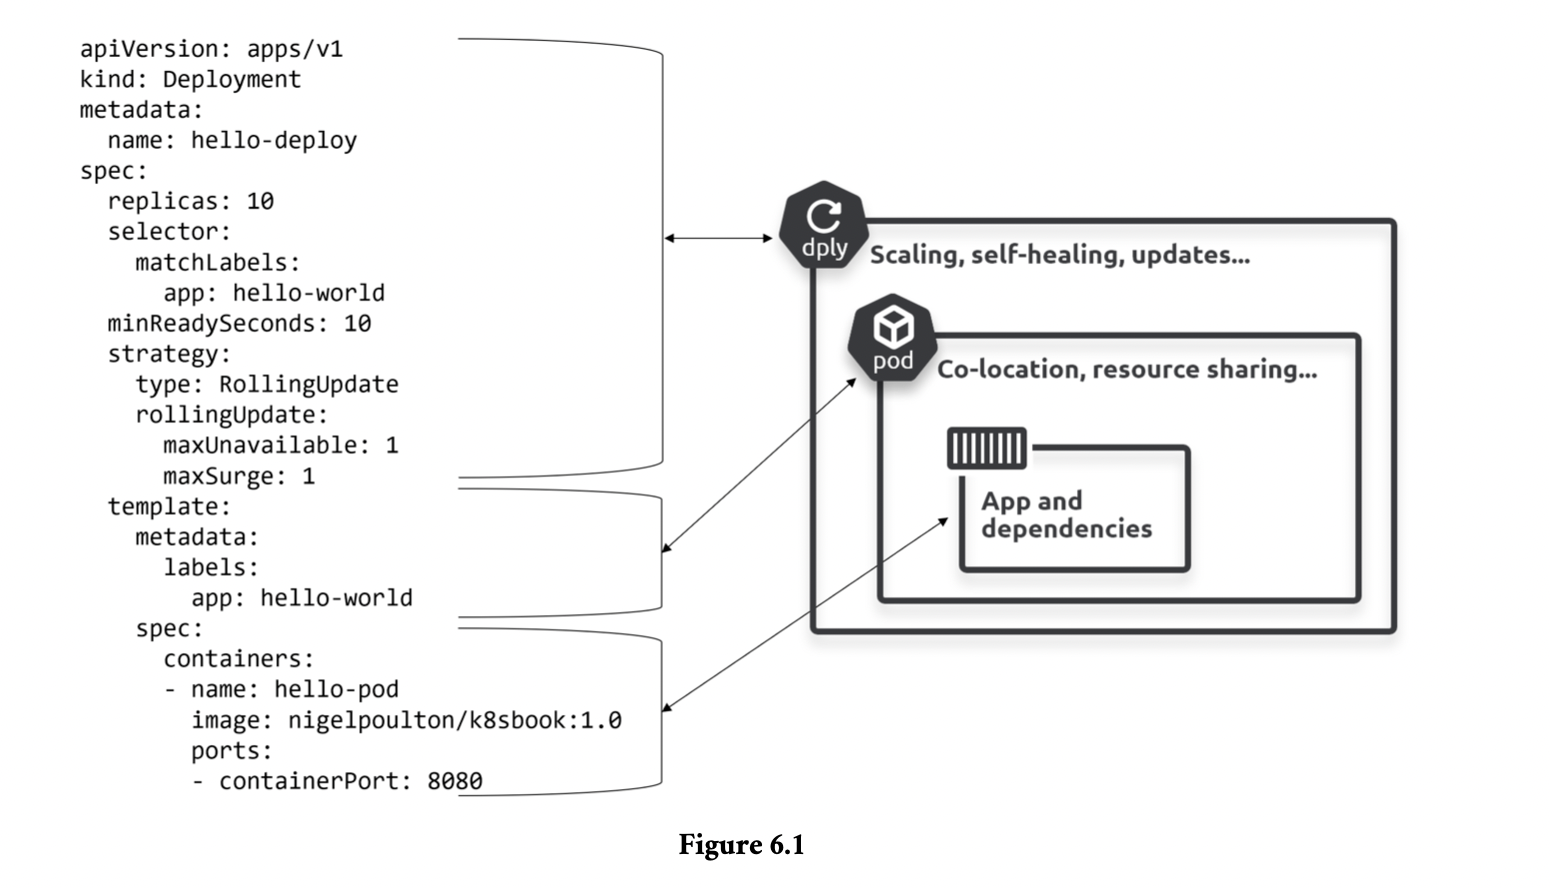 apiVersion: apps/v1
kind: Deployment
metadata:
  name: hello-deploy
spec:
  replicas: 10
  selector:
    matchLabels:
      app: hello-world
  minReadySeconds: 10
  strategy:
    type: RollingUpdate
    rollingUpdate:
      maxUnavailable: 1
      maxSurge: 1
  template:
    metadata:
      labels:
        app: hello-world
    spec:
      containers:
      - name: hello-pod
        image: nigelpoulton/k8sbook:1.0
        ports:
        - containerPort: 8080
dply
Scaling, self-healing, updates...
pod
Co-location, resource sharing...
App and
dependencies
Figure 6.1